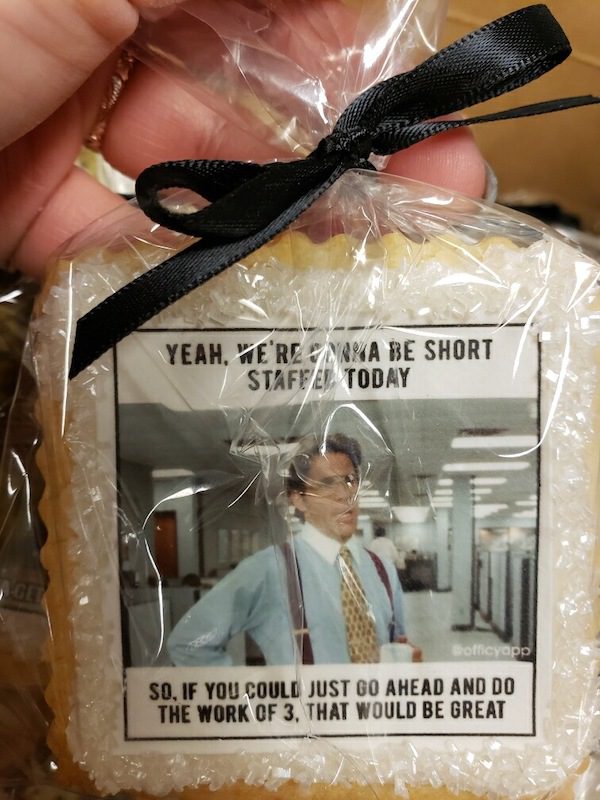 YEAH, WE'RE GONNA BE SHORT
STAFFED TODAY
@officyapp
SO, IF YOU COULD JUST GO AHEAD AND DO
THE WORK OF 3, THAT WOULD BE GREAT